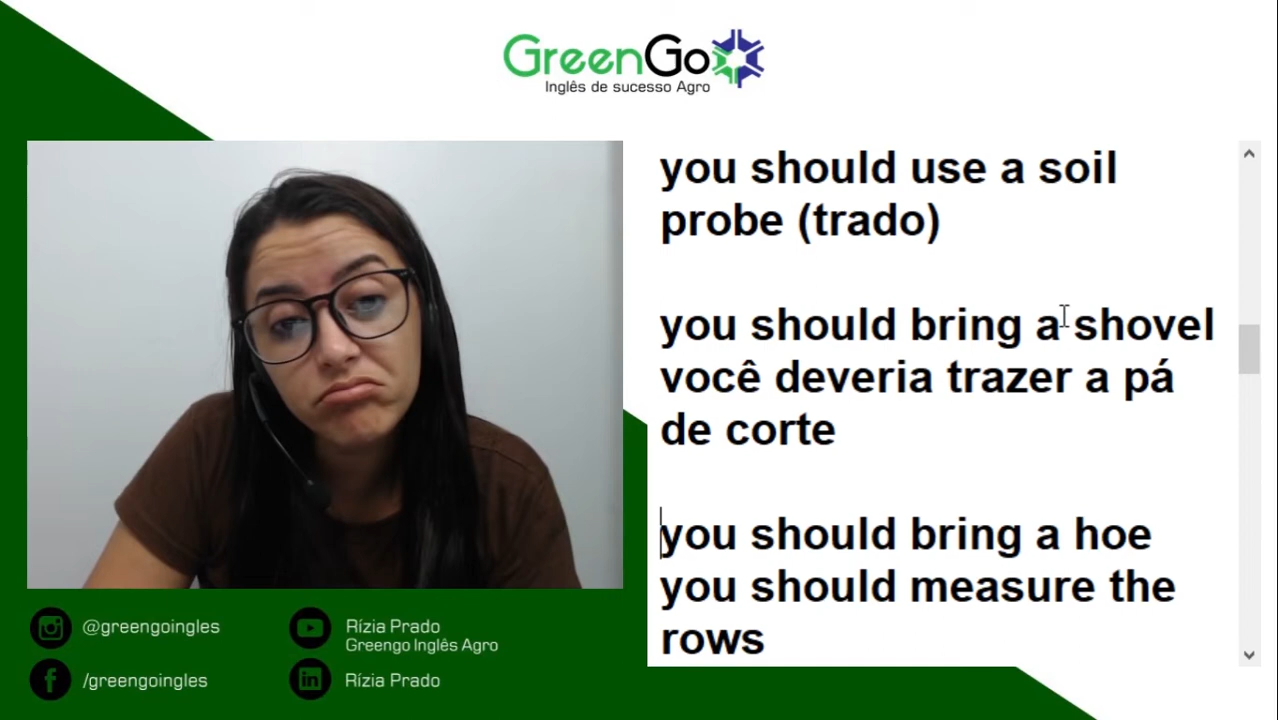 GreenGo
Inglês de sucesso Agro
you should use a soil
probe (trado)
you should bring a shovel
você deveria trazer a pá
de corte
you should bring a hoe
you should measure the
rows
@greengoingles
Rízia Prado
Greengo Inglês Agro
/greengoingles
Rízia Prado